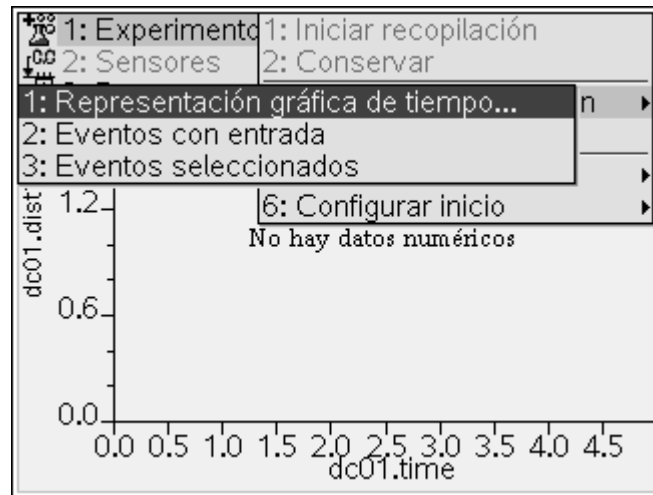 1: Experimento
1: Iniciar recopilación
2: Sensores
2: Conservar
1: Representación gráfica de tiempo...
n
2: Eventos con entrada
3: Eventos seleccionados
6: Configurar inicio
No hay datos numéricos
dc01.dist
1.2
0.6
0.0
0.0 0.5 1.0 1.5 2.0 2.5 3.0 3.5 4.0 4.5
dc01.time